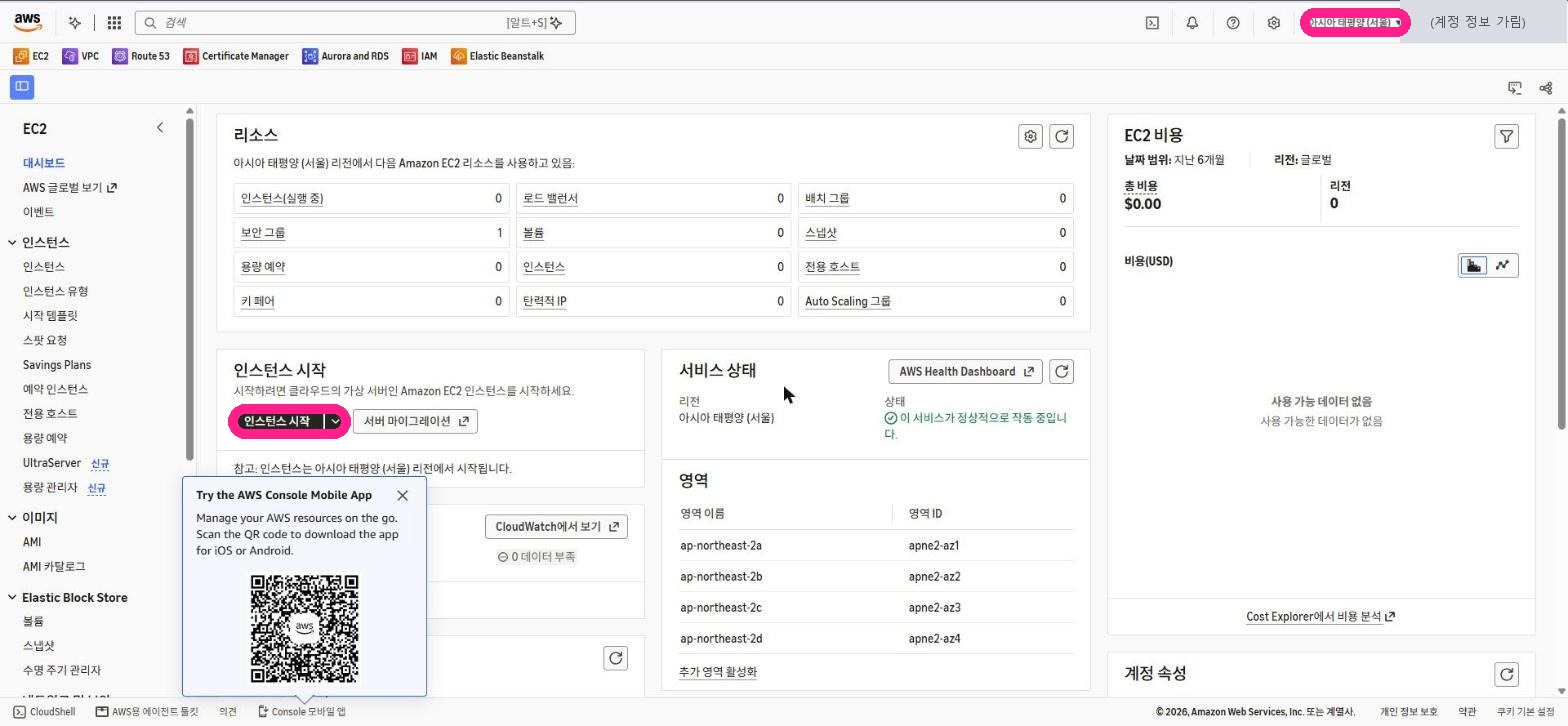 aws
검색
[알트+S]
아시아 태평양 (서울)
(계정 정보 가림)
EC2
VPC
Route 53
Certificate Manager
Aurora and RDS
IAM
Elastic Beanstalk
EC2
대시보드
AWS 글로벌 보기
이벤트
인스턴스
인스턴스
인스턴스 유형
시작 템플릿
스팟 요청
Savings Plans
예약 인스턴스
전용 호스트
용량 예약
UltraServer 신규
용량 관리자 신규
이미지
AMI
AMI 카탈로그
Elastic Block Store
볼륨
스냅샷
수명 주기 관리자
리소스
아시아 태평양 (서울) 리전에서 다음 Amazon EC2 리소스를 사용하고 있음:
인스턴스(실행 중) 0
로드 밸런서 0
배치 그룹 0
보안 그룹 1
볼륨 0
스냅샷 0
용량 예약 0
인스턴스 0
전용 호스트 0
키 페어 0
탄력적 IP 0
Auto Scaling 그룹 0
인스턴스 시작
시작하려면 클라우드의 가상 서버인 Amazon EC2 인스턴스를 시작하세요.
인스턴스 시작
서버 마이그레이션
참고: 인스턴스는 아시아 태평양 (서울) 리전에서 시작됩니다.
CloudWatch에서 보기
0 데이터 부족
Try the AWS Console Mobile App
Manage your AWS resources on the go.
Scan the QR code to download the app
for iOS or Android.
aws
서비스 상태
AWS Health Dashboard
리전
아시아 태평양 (서울)
상태
이 서비스가 정상적으로 작동 중입니
다.
영역
영역 이름
영역 ID
ap-northeast-2a apne2-az1
ap-northeast-2b apne2-az2
ap-northeast-2c apne2-az3
ap-northeast-2d apne2-az4
추가 영역 활성화
EC2 비용
날짜 범위: 지난 6개월
리전: 글로벌
총 비용
$0.00
리전
0
비용(USD)
사용 가능 데이터 없음
사용 가능한 데이터가 없음
Cost Explorer에서 비용 분석
계정 속성
CloudShell
AWS용 에이전트 툴킷
의견
Console 모바일 앱
© 2026, Amazon Web Services, Inc. 또는 계열사.
개인 정보 보호
약관
쿠키 기본 설정